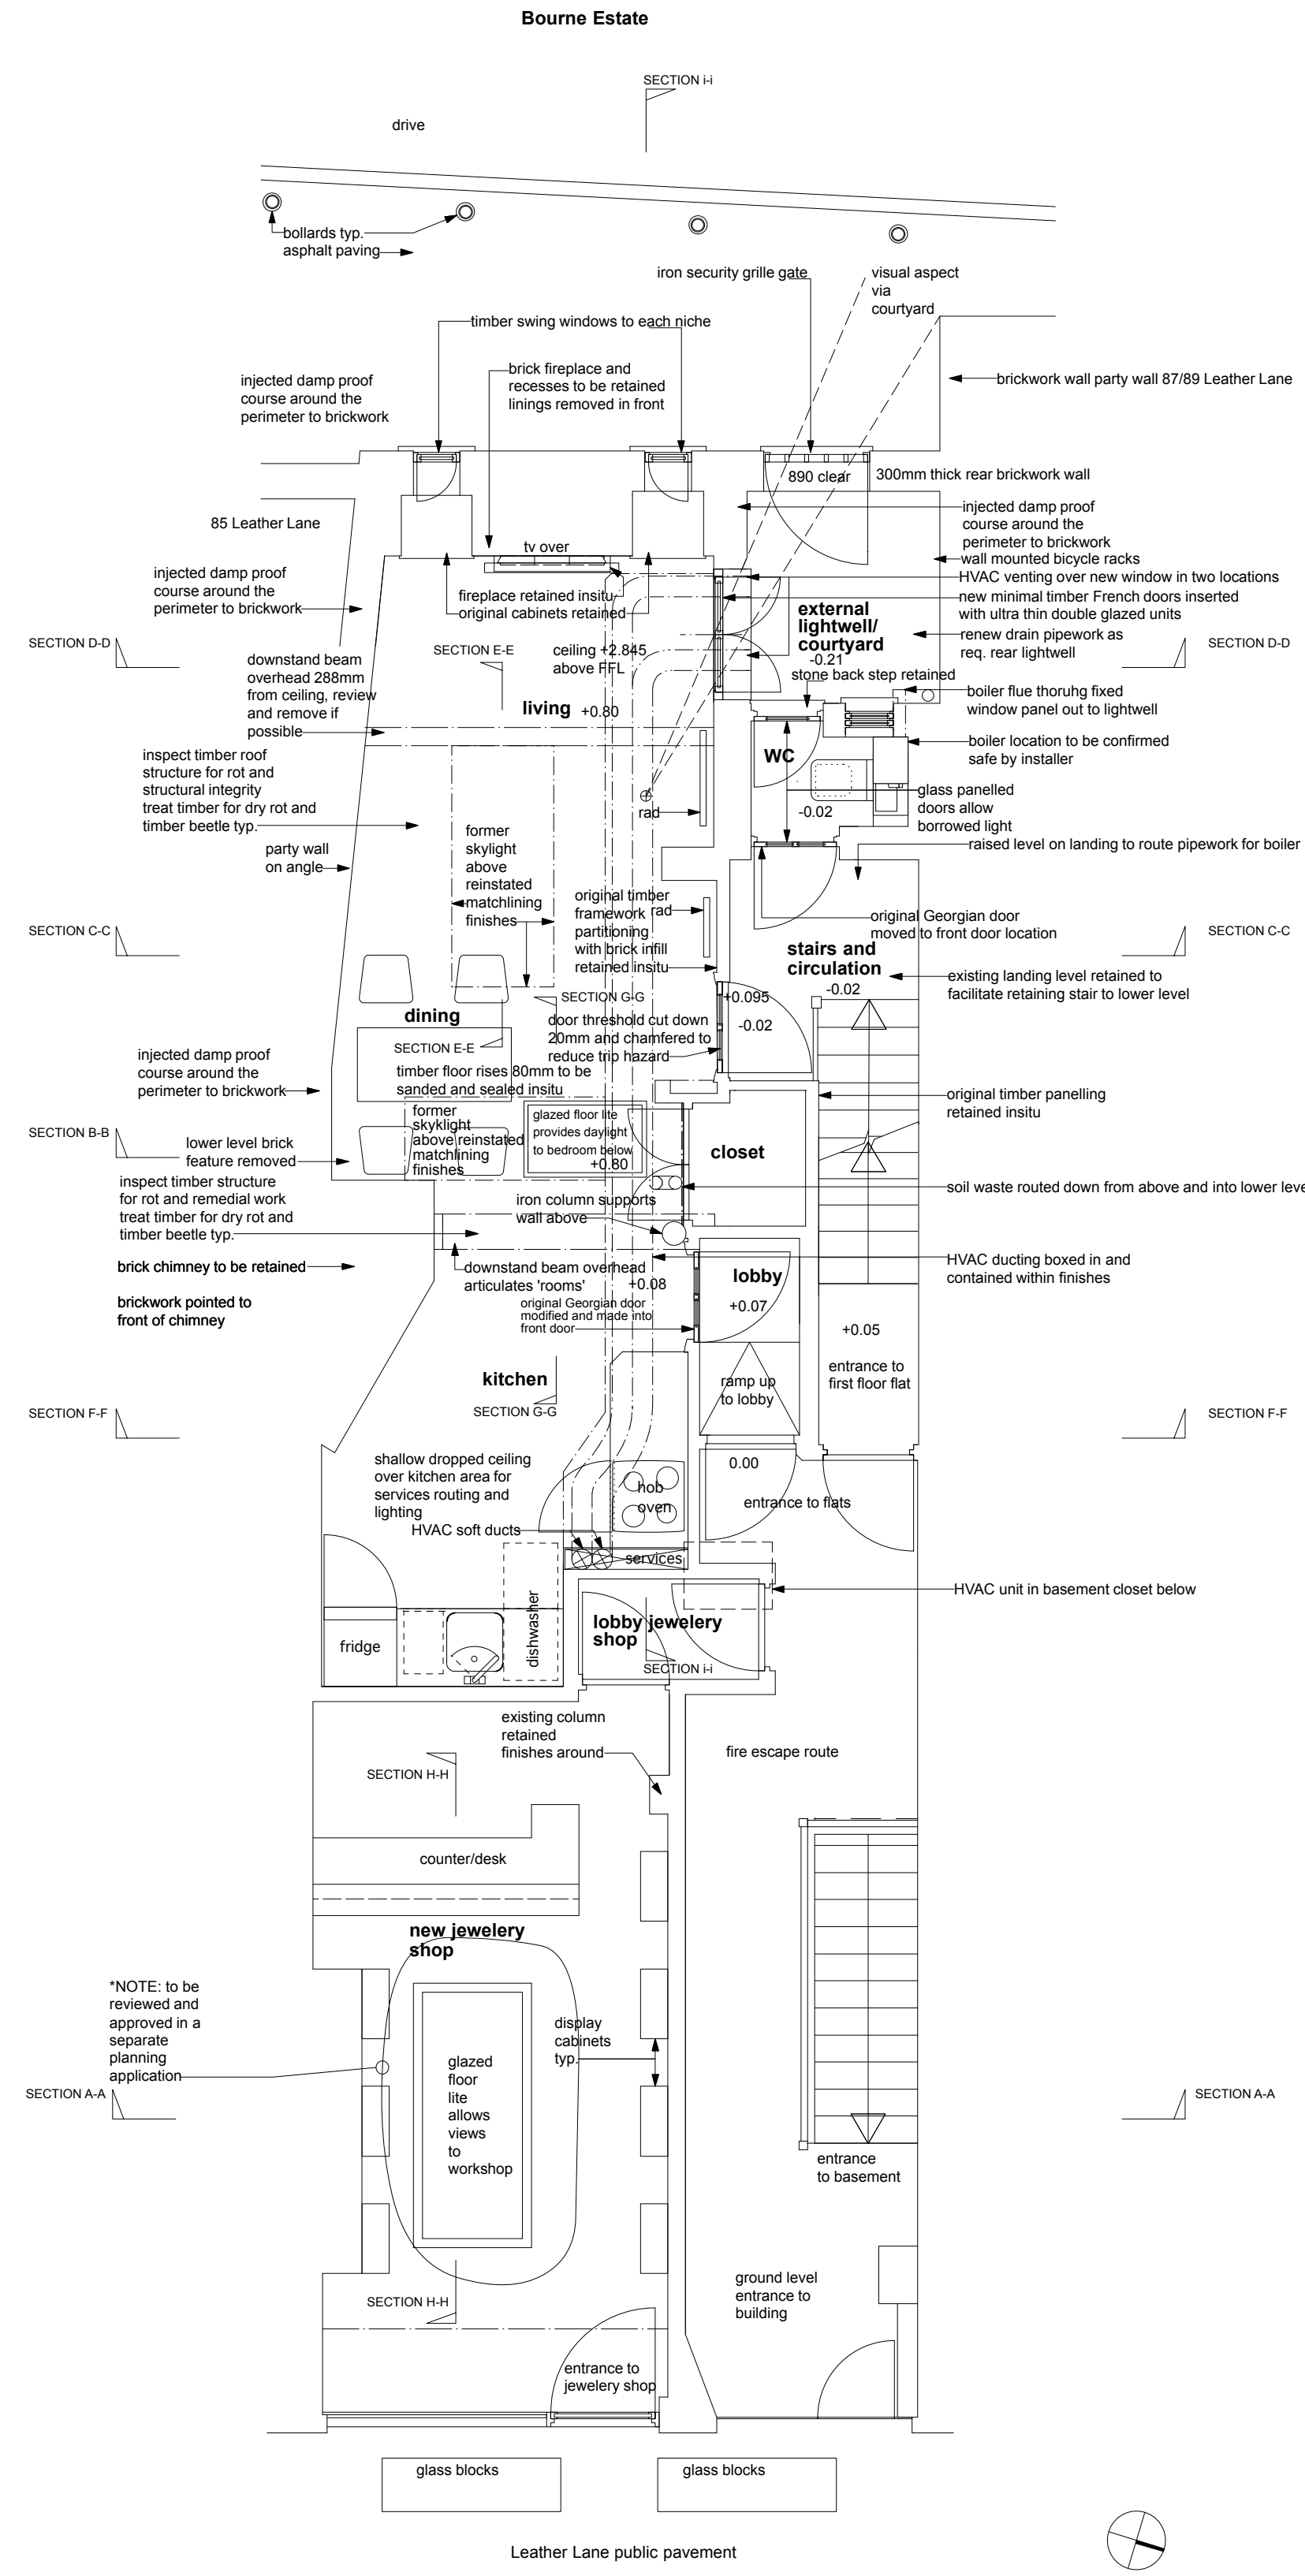 Bourne Estate
SECTION i-i
drive
bollards typ.
asphalt paving
iron security grille gate
visual aspect
via
courtyard
timber swing windows to each niche
injected damp proof
course around the
perimeter to brickwork
brick fireplace and
recesses to be retained
linings removed in front
brickwork wall party wall 87/89 Leather Lane
890 clear
300mm thick rear brickwork wall
85 Leather Lane
injected damp proof
course around the
perimeter to brickwork
wall mounted bicycle racks
tv over
injected damp proof
course around the
perimeter to brickwork
HVAC venting over new window in two locations
new minimal timber French doors inserted
with ultra thin double glazed units
fireplace retained insitu
original cabinets retained
external
lightwell/
courtyard
-0.21
renew drain pipework as
req. rear lightwell
SECTION D-D
SECTION E-E
ceiling +2.845
above FFL
SECTION D-D
downstand beam
overhead 288mm
from ceiling, review
and remove if
possible
stone back step retained
boiler flue thoruhg fixed
window panel out to lightwell
living
+0.80
boiler location to be confirmed
safe by installer
inspect timber roof
structure for rot and
structural integrity
treat timber for dry rot and
timber beetle typ.
WC
-0.02
glass panelled
doors allow
borrowed light
rad
raised level on landing to route pipework for boiler
party wall
on angle
former
skylight
above
reinstated
matchlining
finishes
original timber
framework
partitioning
with brick infill
retained insitu
rad
original Georgian door
moved to front door location
SECTION C-C
stairs and
circulation
-0.02
SECTION C-C
existing landing level retained to
facilitate retaining stair to lower level
SECTION G-G
+0.095
-0.02
dining
door threshold cut down
20mm and chamfered to
reduce trip hazard
SECTION E-E
injected damp proof
course around the
perimeter to brickwork
timber floor rises 80mm to be
sanded and sealed insitu
original timber panelling
retained insitu
former
skyklight
above reinstated
matchlining
finishes
glazed floor lite
provides daylight
to bedroom below
+0.80
SECTION B-B
lower level brick
feature removed
closet
SECTION B-B
inspect timber structure
for rot and remedial work
treat timber for dry rot and
timber beetle typ.
iron column supports
wall above
soil waste routed down from above and into lower leve
brick chimney to be retained
downstand beam overhead
articulates 'rooms'
+0.08
lobby
+0.07
HVAC ducting boxed in and
contained within finishes
brickwork pointed to
front of chimney
original Georgian door
modified and made into
front door
+0.05
entrance to
first floor flat
kitchen
ramp up
to lobby
SECTION F-F
SECTION G-G
SECTION F-F
shallow dropped ceiling
over kitchen area for
services routing and
lighting
0.00
hob
oven
entrance to flats
HVAC soft ducts
services
HVAC unit in basement closet below
dishwasher
lobby jewelery
shop
fridge
SECTION i-i
existing column
retained
finishes around
fire escape route
SECTION H-H
counter/desk
new jewelery
shop
*NOTE: to be
reviewed and
approved in a
separate
planning
application
display
cabinets
typ.
glazed
floor
lite
allows
views
to
workshop
SECTION A-A
SECTION A-A
entrance
to basement
ground level
entrance to
building
SECTION H-H
entrance to
jewelery shop
glass blocks
glass blocks
Leather Lane public pavement